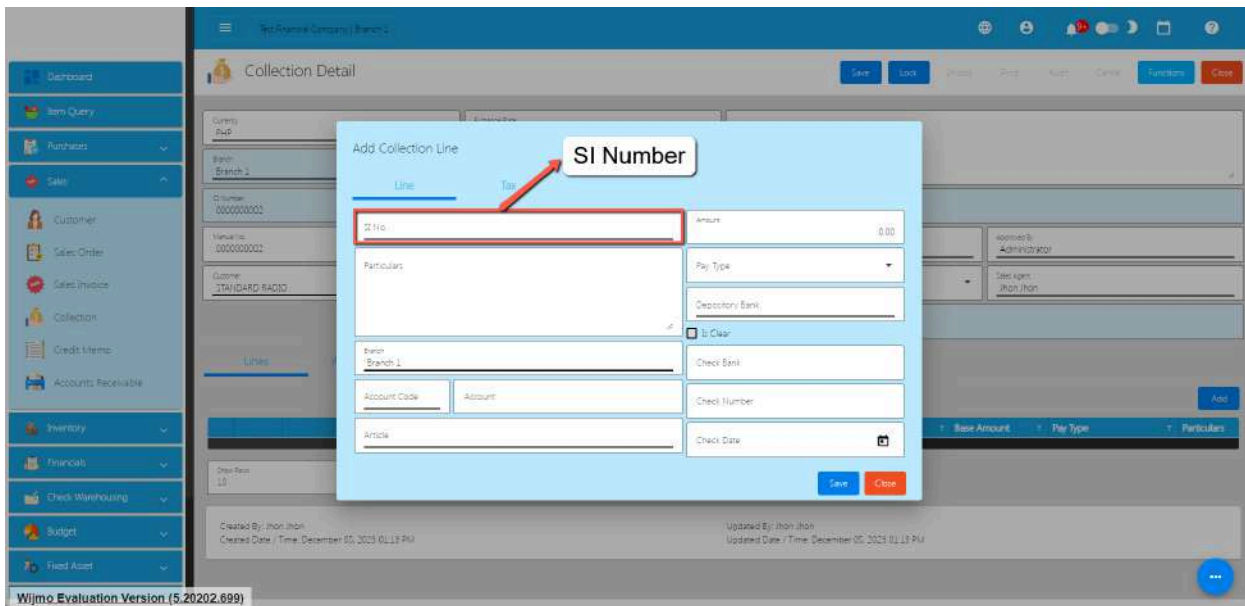 Test Financial Company | Branch 1
Collection Detail
Save
Lock
Print
Cancel
Functions
Close
Dashboard
Item Query
Purchases
Sales
Customer
Sales Order
Sales Invoice
Collection
Credit Memo
Accounts Receivable
Inventory
Financials
Check Warehousing
Budget
Fixed Asset
Currency
PHP
Branch
Branch 1
CI Number
0000000002
Manual No.
0000000002
Customer
STANDARD RADIO
Approved By
Administrator
Sales Agent
Jhon Jhon
Lines
Add
Base Amount
Pay Type
Particulars
10
Add Collection Line
SI Number
Line
Tax
SI No.
Amount
0.00
Particulars
Pay Type
Depository Bank
Is Clear
Branch
Branch 1
Check Bank
Account Code
Account
Check Number
Article
Check Date
Save
Close
Created By: Jhon Jhon
Created Date / Time: December 05, 2023 01:13 PM
Updated By: Jhon Jhon
Updated Date / Time: December 05, 2023 01:13 PM
Wijmo Evaluation Version (5.20202.699)